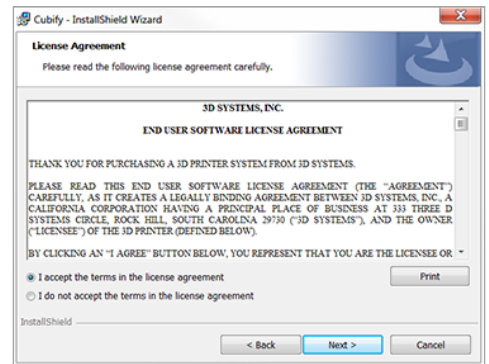 Cubify - InstallShield Wizard
License Agreement
Please read the following license agreement carefully.
3D SYSTEMS, INC.
END USER SOFTWARE LICENSE AGREEMENT
THANK YOU FOR PURCHASING A 3D PRINTER SYSTEM FROM 3D SYSTEMS.
PLEASE READ THIS END USER SOFTWARE LICENSE AGREEMENT (THE "AGREEMENT")
CAREFULLY, AS IT CREATES A LEGALLY BINDING AGREEMENT BETWEEN 3D SYSTEMS, INC., A
CALIFORNIA CORPORATION HAVING A PRINCIPAL PLACE OF BUSINESS AT 333 THREE D
SYSTEMS CIRCLE, ROCK HILL, SOUTH CAROLINA 29730 ("3D SYSTEMS"), AND THE OWNER
("LICENSEE") OF THE 3D PRINTER (DEFINED BELOW).
BY CLICKING AN "I AGREE" BUTTON BELOW, YOU REPRESENT THAT YOU ARE THE LICENSEE OR
I accept the terms in the license agreement
Print
I do not accept the terms in the license agreement
InstallShield
< Back
Next >
Cancel